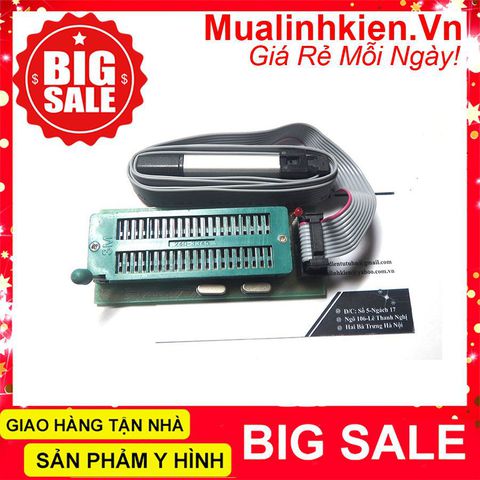 BIG
SALE
Mualinhkien.Vn
Giá Rẻ Mỗi Ngày!
Đ/C: Số 5-Ngách 17
Ngõ 106-Lê Thanh Nghị
Hai Bà Trưng Hà Nội
GIAO HÀNG TẬN NHÀ
SẢN PHẨM Y HÌNH
BIG SALE